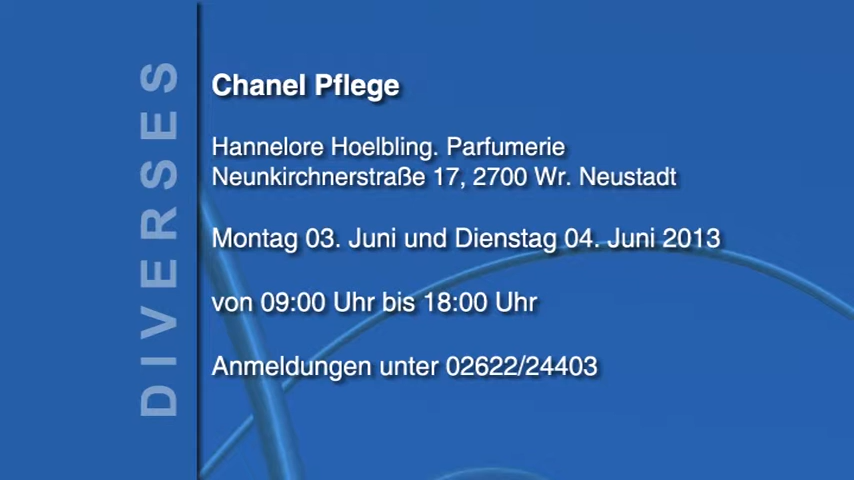 DIVERSES
Chanel Pflege
Hannelore Hoelbling. Parfumerie
Neunkirchnerstraße 17, 2700 Wr. Neustadt
Montag 03. Juni und Dienstag 04. Juni 2013
von 09:00 Uhr bis 18:00 Uhr
Anmeldungen unter 02622/24403